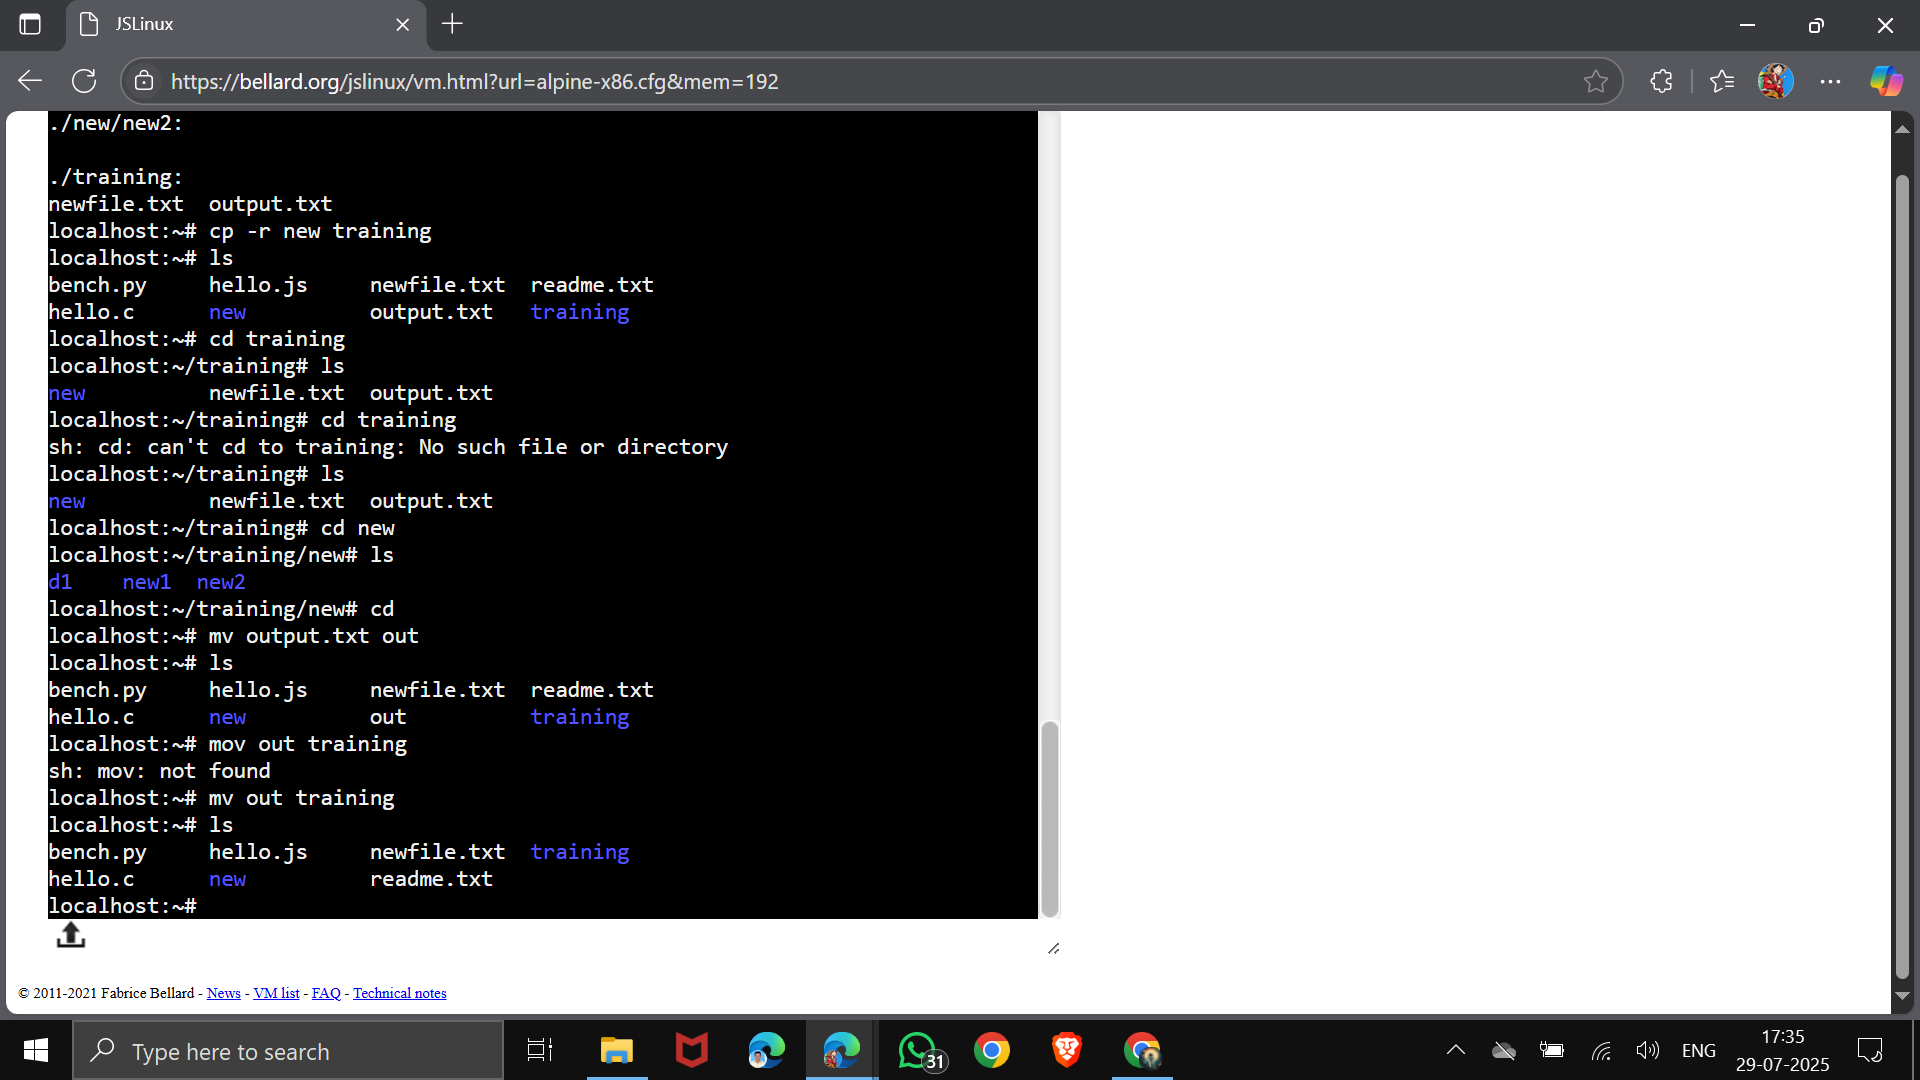 JSLinux
https://bellard.org/jslinux/vm.html?url=alpine-x86.cfg&mem=192
./new/new2:
./training:
newfile.txt  output.txt
localhost:~# cp -r new training
localhost:~# ls
bench.py     hello.js     newfile.txt  readme.txt
hello.c      new          output.txt   training
localhost:~# cd training
localhost:~/training# ls
new          newfile.txt  output.txt
localhost:~/training# cd training
sh: cd: can't cd to training: No such file or directory
localhost:~/training# ls
new          newfile.txt  output.txt
localhost:~/training# cd new
localhost:~/training/new# ls
d1    new1  new2
localhost:~/training/new# cd
localhost:~# mv output.txt out
localhost:~# ls
bench.py     hello.js     newfile.txt  readme.txt
hello.c      new          out          training
localhost:~# mov out training
sh: mov: not found
localhost:~# mv out training
localhost:~# ls
bench.py     hello.js     newfile.txt  training
hello.c      new          readme.txt
localhost:~#
© 2011-2021 Fabrice Bellard - News - VM list - FAQ - Technical notes
Type here to search
31
ENG
17:35
29-07-2025